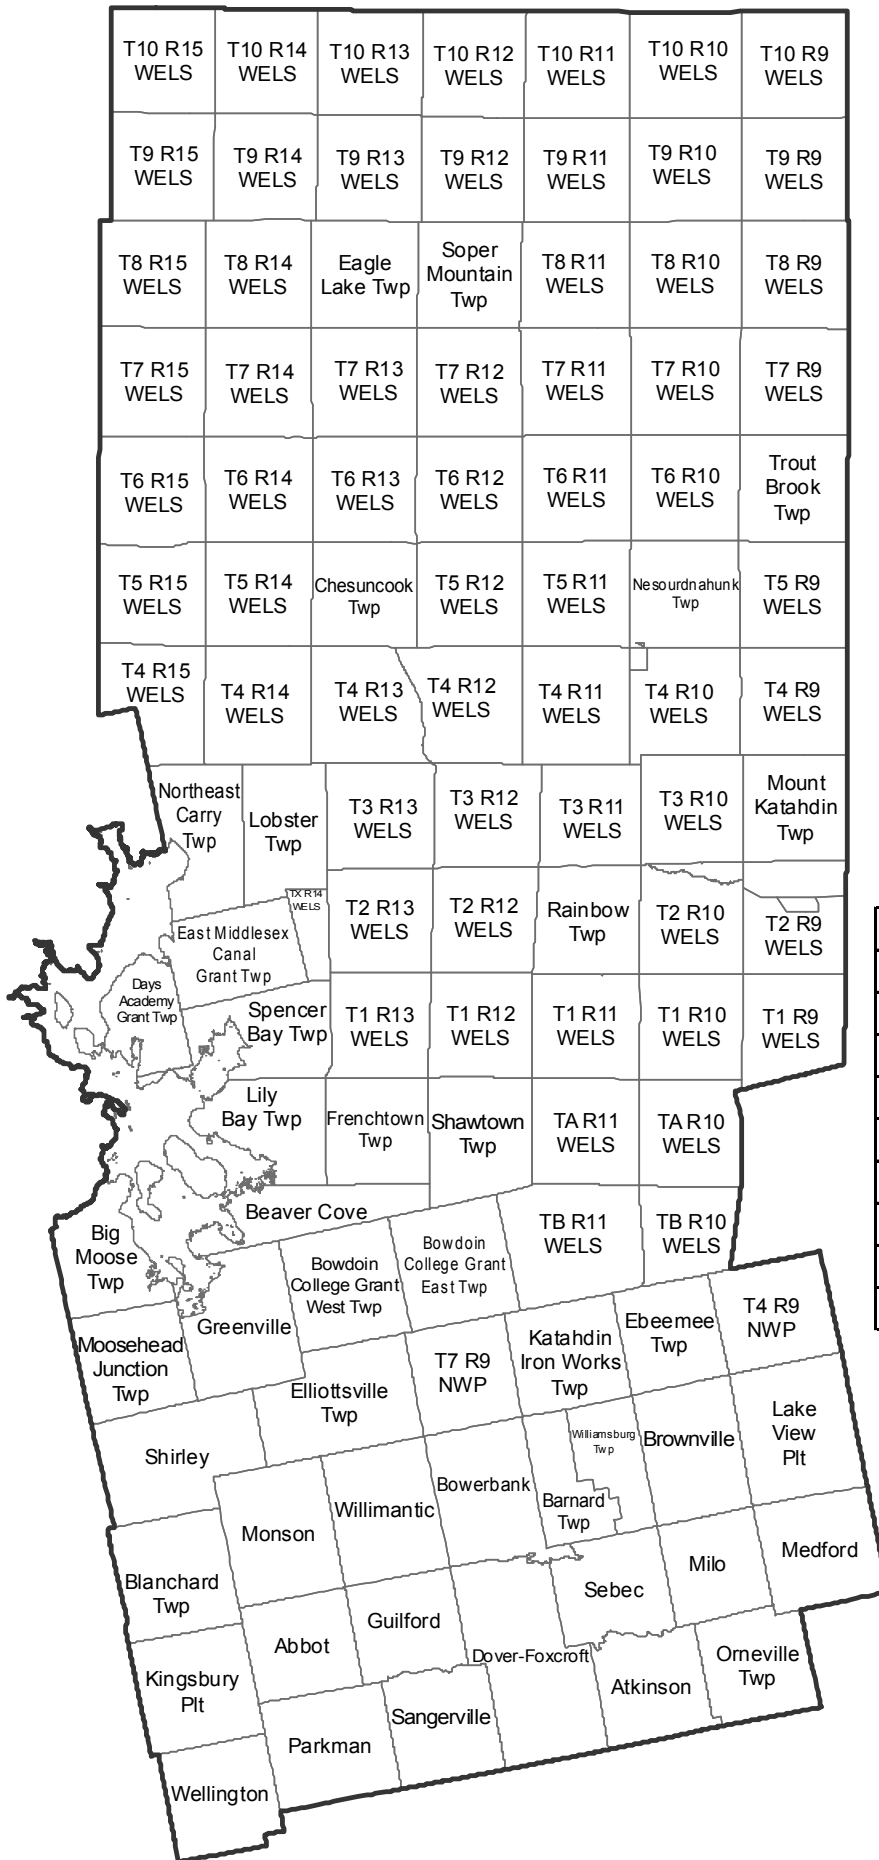 T10 R15
WELS
T10 R14
WELS
T10 R13
WELS
T10 R12
WELS
T10 R11
WELS
T10 R10
WELS
T10 R9
WELS
T9 R15
WELS
T9 R14
WELS
T9 R13
WELS
T9 R12
WELS
T9 R11
WELS
T9 R10
WELS
T9 R9
WELS
T8 R15
WELS
T8 R14
WELS
Eagle
Lake Twp
Soper
Mountain
Twp
T8 R11
WELS
T8 R10
WELS
T8 R9
WELS
T7 R15
WELS
T7 R14
WELS
T7 R13
WELS
T7 R12
WELS
T7 R11
WELS
T7 R10
WELS
T7 R9
WELS
T6 R15
WELS
T6 R14
WELS
T6 R13
WELS
T6 R12
WELS
T6 R11
WELS
T6 R10
WELS
Trout
Brook
Twp
T5 R15
WELS
T5 R14
WELS
Chesuncook
Twp
T5 R12
WELS
T5 R11
WELS
Nesourdnahunk
Twp
T5 R9
WELS
T4 R15
WELS
T4 R14
WELS
T4 R13
WELS
T4 R12
WELS
T4 R11
WELS
T4 R10
WELS
T4 R9
WELS
Northeast
Carry
Twp
Lobster
Twp
T3 R13
WELS
T3 R12
WELS
T3 R11
WELS
T3 R10
WELS
Mount
Katahdin
Twp
TX R14
WELS
East Middlesex
Canal
Grant Twp
T2 R13
WELS
T2 R12
WELS
Rainbow
Twp
T2 R10
WELS
T2 R9
WELS
Days
Academy
Grant Twp
Spencer
Bay Twp
T1 R13
WELS
T1 R12
WELS
T1 R11
WELS
T1 R10
WELS
T1 R9
WELS
Lily
Bay Twp
Frenchtown
Twp
Shawtown
Twp
TA R11
WELS
TA R10
WELS
Beaver Cove
Big
Moose
Twp
Bowdoin
College Grant
West Twp
Bowdoin
College Grant
East Twp
TB R11
WELS
TB R10
WELS
Moosehead
Junction
Twp
Greenville
Elliottsville
Twp
T7 R9
NWP
Katahdin
Iron Works
Twp
Ebeemee
Twp
T4 R9
NWP
Shirley
Bowerbank
Williamsburg
Twp
Brownville
Lake
View
Plt
Monson
Willimantic
Barnard
Twp
Blanchard
Twp
Sebec
Milo
Medford
Abbot
Guilford
Dover-Foxcroft
Kingsbury
Plt
Sangerville
Atkinson
Orneville
Twp
Parkman
Wellington